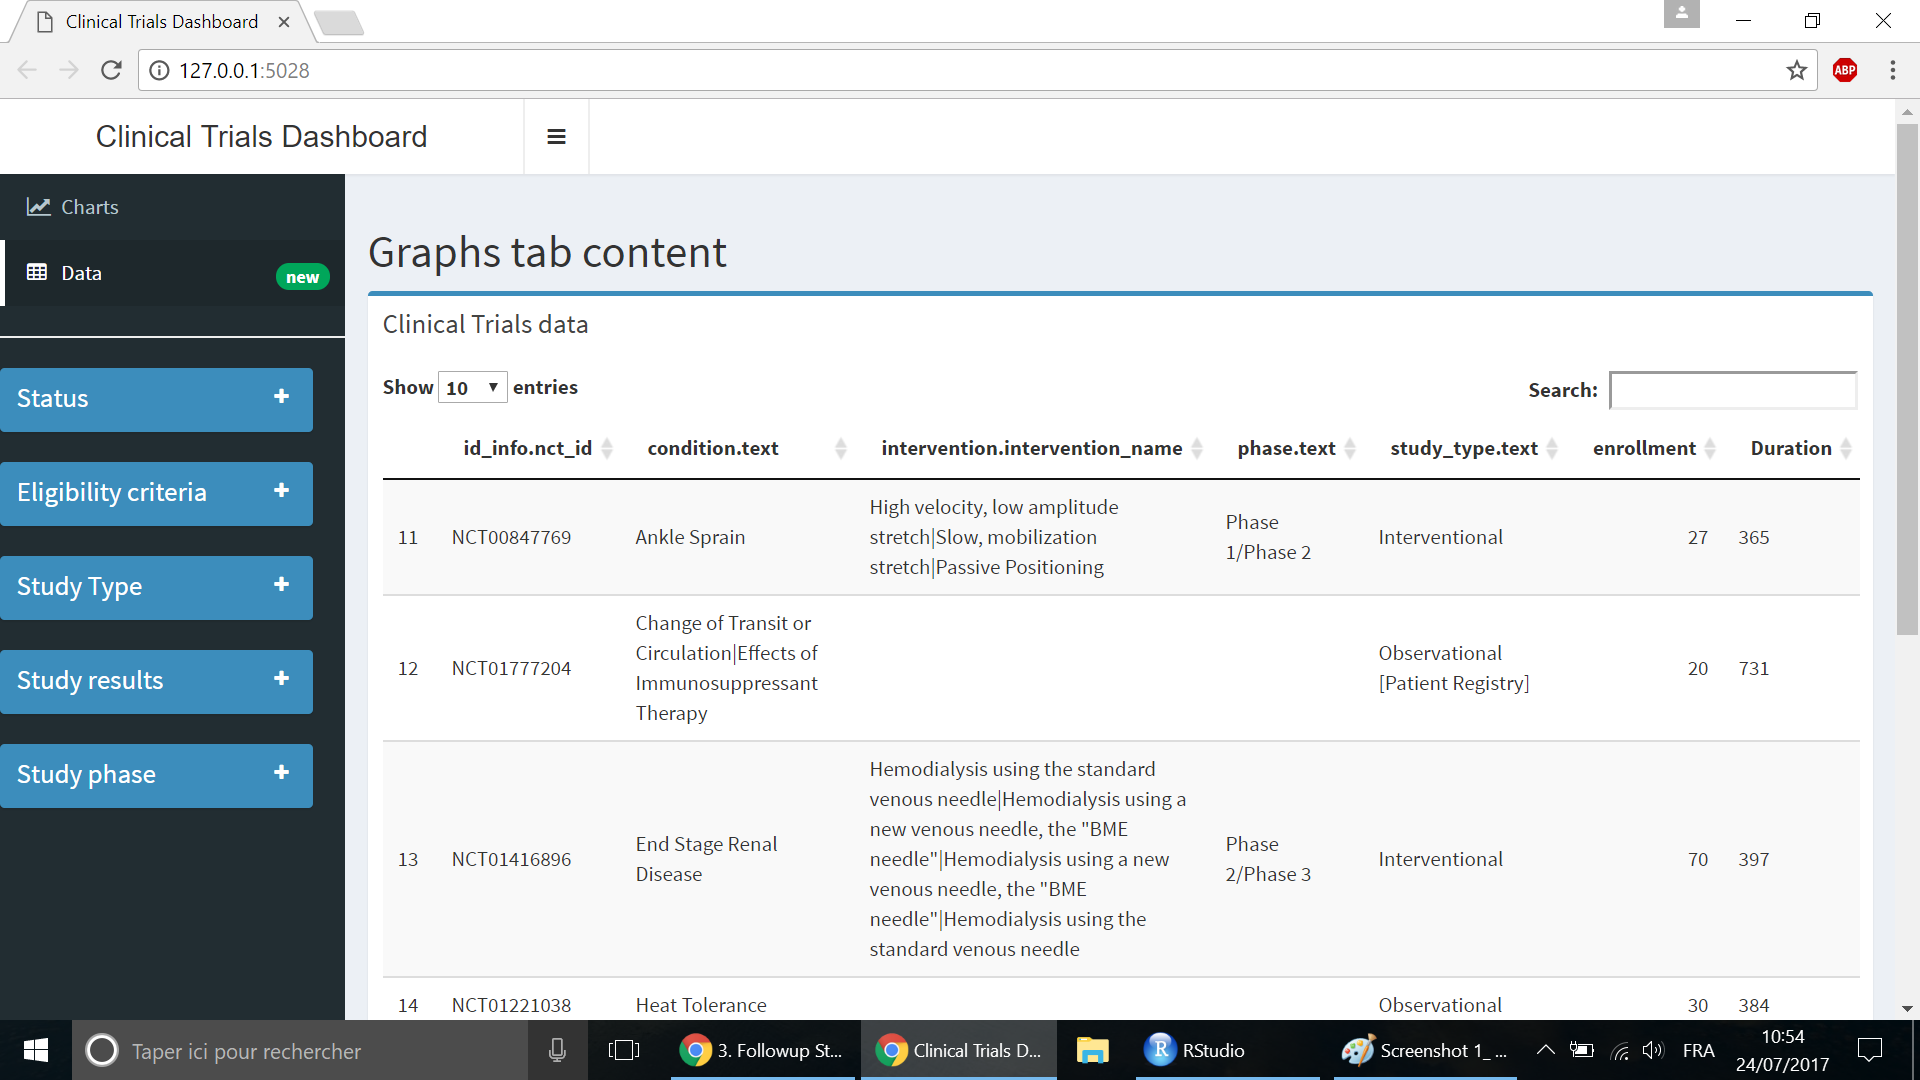 Clinical Trials Dashboard
127.0.0.1:5028
ABP
Clinical Trials Dashboard
Charts
Data new
Status +
Eligibility criteria +
Study Type +
Study results +
Study phase +
Graphs tab content
Clinical Trials data
Show 10 entries
Search:
id_info.nct_id condition.text intervention.intervention_name phase.text study_type.text enrollment Duration
11 NCT00847769 Ankle Sprain
High velocity, low amplitude
stretch|Slow, mobilization
stretch|Passive Positioning
Phase
1/Phase 2
Interventional 27 365
12 NCT01777204
Change of Transit or
Circulation|Effects of
Immunosuppressant
Therapy
Observational
[Patient Registry]
20 731
13 NCT01416896
End Stage Renal
Disease
Hemodialysis using the standard
venous needle|Hemodialysis using a
new venous needle, the "BME
needle"|Hemodialysis using a new
venous needle, the "BME
needle"|Hemodialysis using the
standard venous needle
Phase
2/Phase 3
Interventional 70 397
14 NCT01221038 Heat Tolerance Observational 30 384
Taper ici pour rechercher
3. Followup St...
Clinical Trials D...
R RStudio
Screenshot 1_ ...
FRA
10:54
24/07/2017